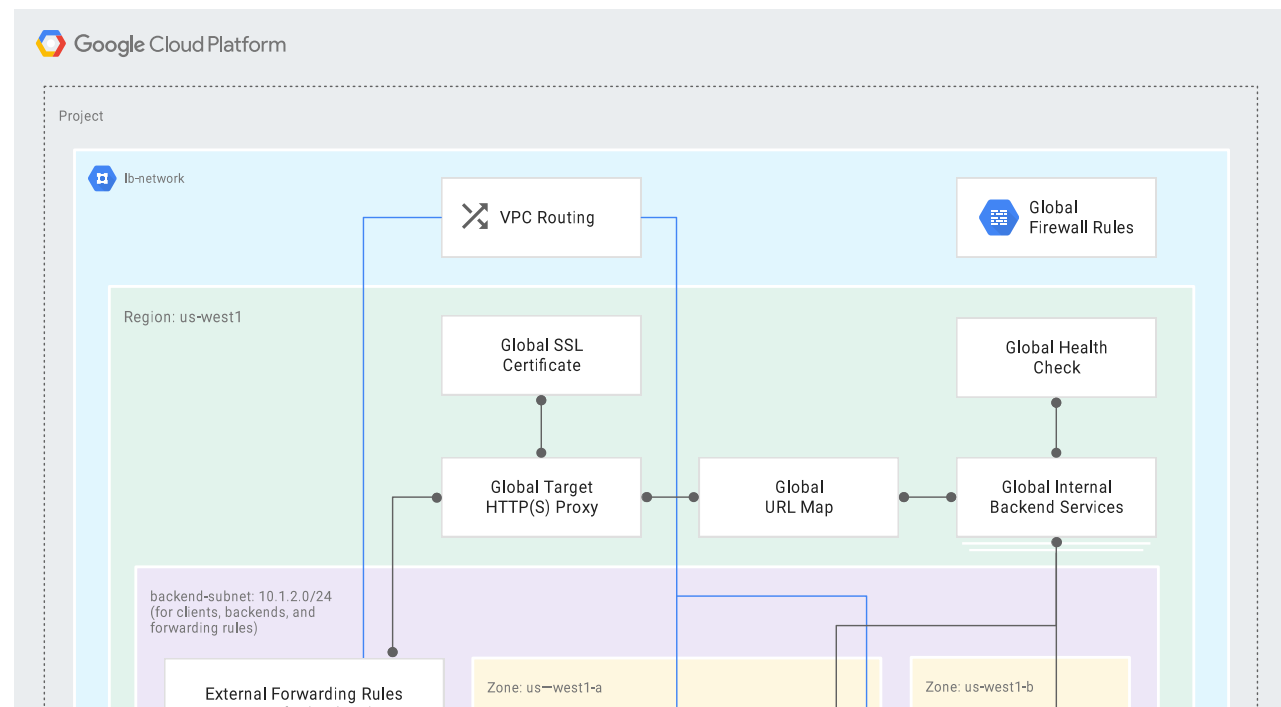 Google Cloud Platform
Project
lb-network
VPC Routing
Global
Firewall Rules
Region: us-west1
Global SSL
Certificate
Global Health
Check
Global Target
HTTP(S) Proxy
Global
URL Map
Global Internal
Backend Services
backend-subnet: 10.1.2.0/24
(for clients, backends, and
forwarding rules)
External Forwarding Rules
Zone: us—west1-a
Zone: us-west1-b